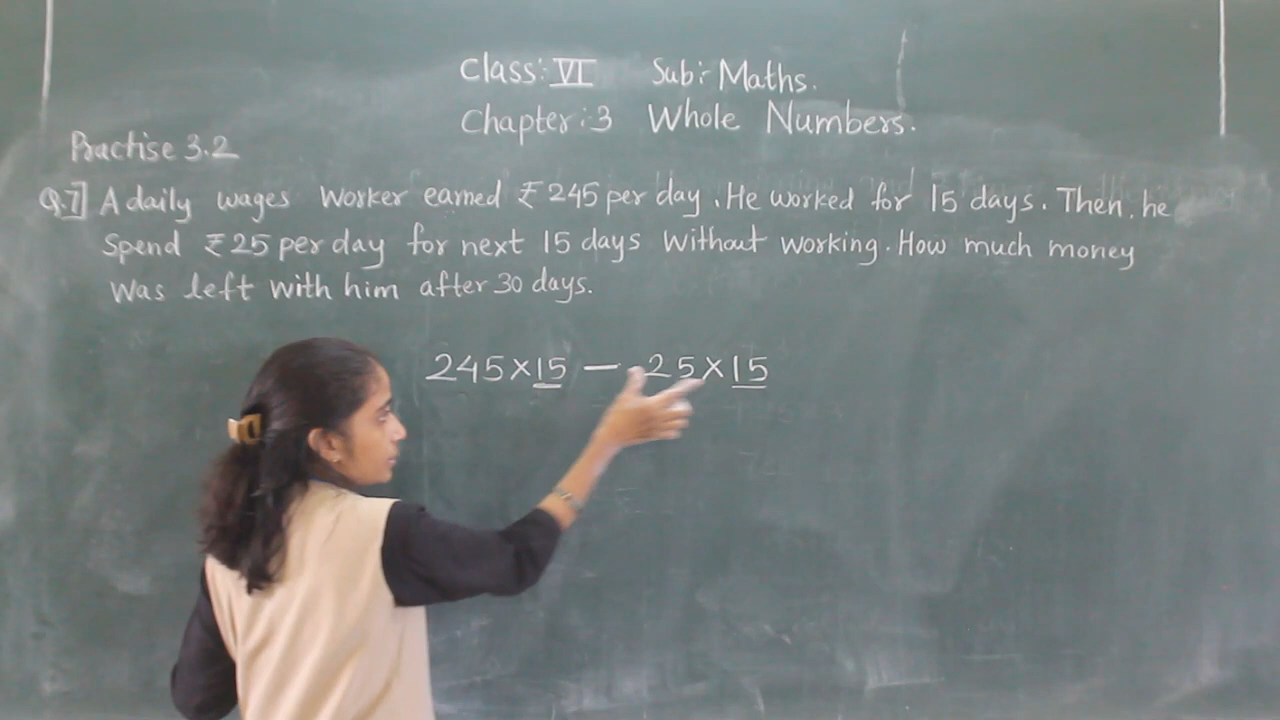 Class:- VI Sub:- Maths.
Chapter:-3 Whole Numbers.
Practise 3.2
Q.7] A daily wages worker earned ₹245 per day. He worked for 15 days. Then he
spend ₹25 per day for next 15 days without working. How much money
was left with him after 30 days.
245×15 — 25×15